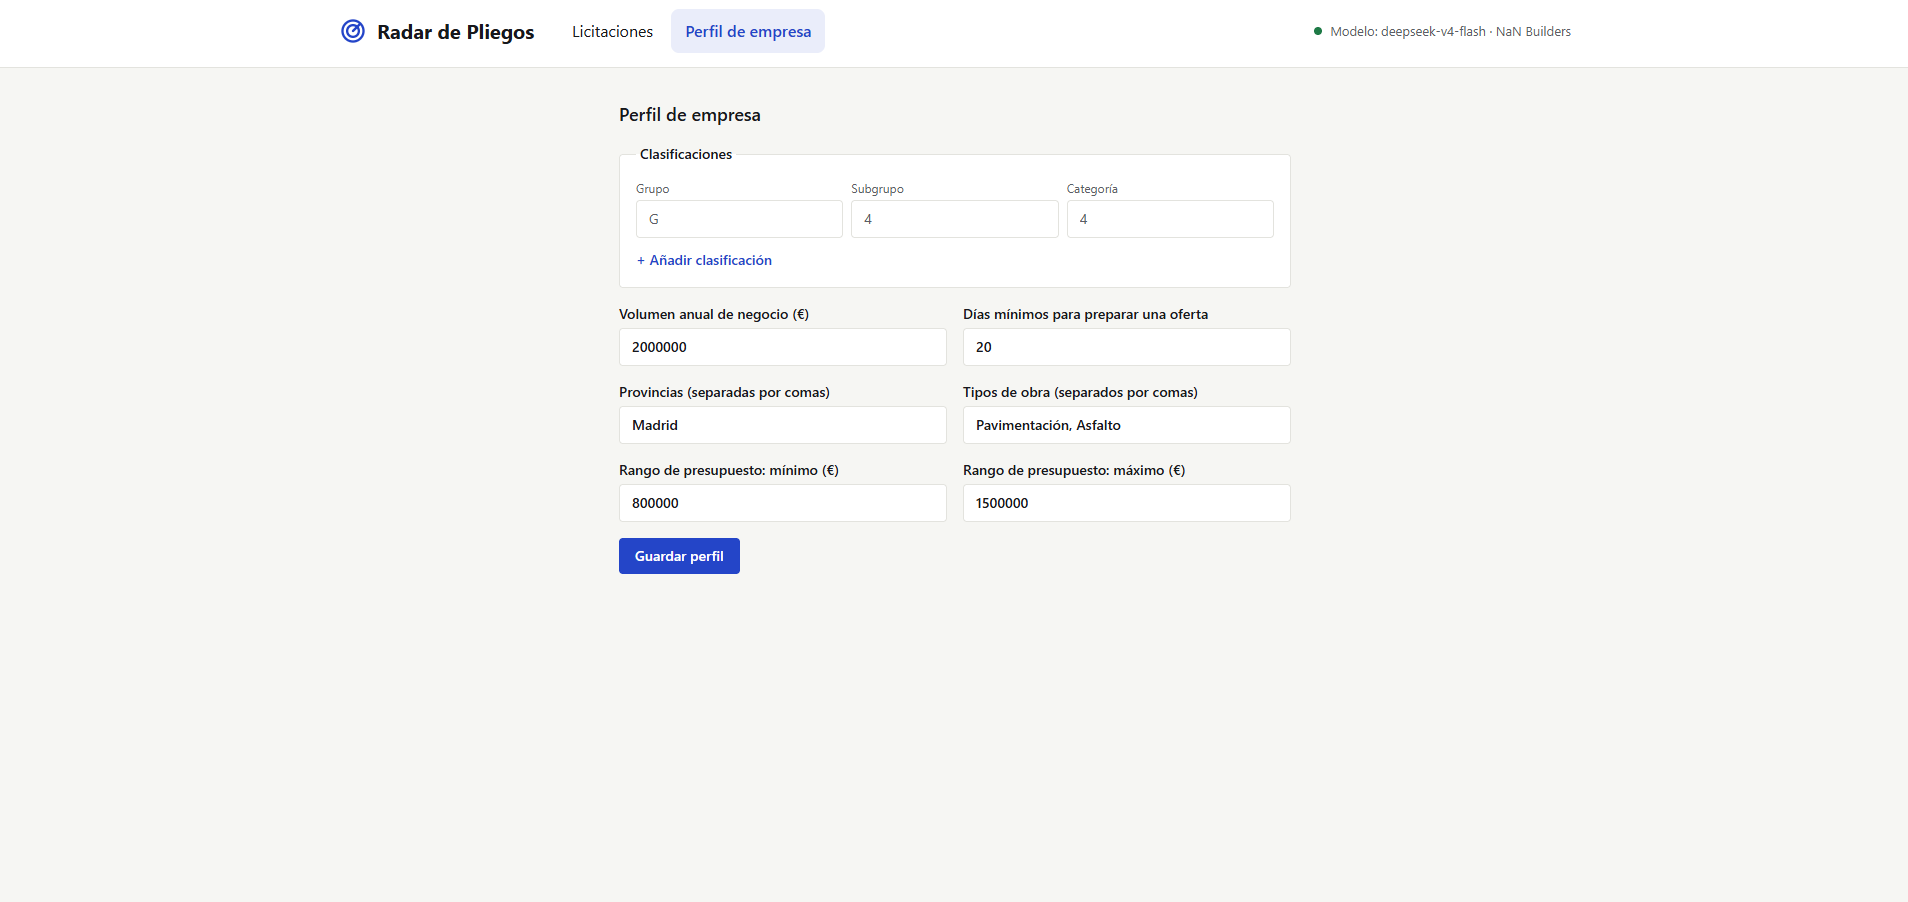 Radar de Pliegos
Licitaciones
Perfil de empresa
Modelo: deepseek-v4-flash · NaN Builders
Perfil de empresa
Clasificaciones
Grupo
Subgrupo
Categoría
G
4
4
+ Añadir clasificación
Volumen anual de negocio (€)
Días mínimos para preparar una oferta
2000000
20
Provincias (separadas por comas)
Tipos de obra (separados por comas)
Madrid
Pavimentación, Asfalto
Rango de presupuesto: mínimo (€)
Rango de presupuesto: máximo (€)
800000
1500000
Guardar perfil